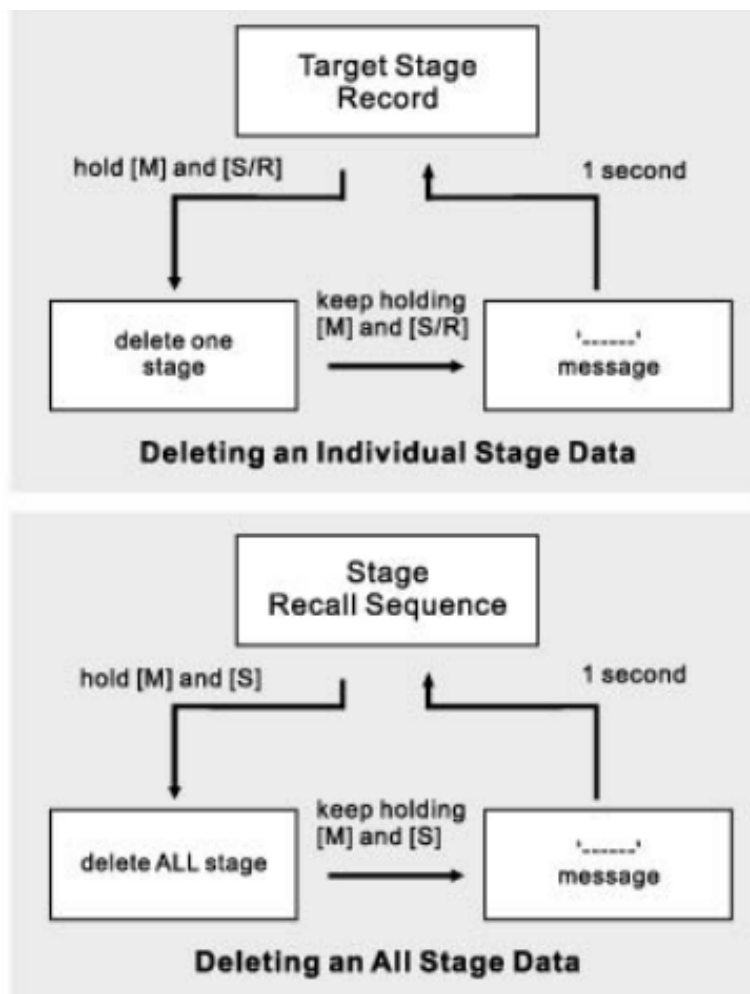 Target Stage
Record
hold [M] and [S/R]
1 second
keep holding
[M] and [S/R]
delete one
stage
'------'
message
Deleting an Individual Stage Data
Stage
Recall Sequence
hold [M] and [S]
1 second
keep holding
[M] and [S]
delete ALL stage
'------'
message
Deleting an All Stage Data